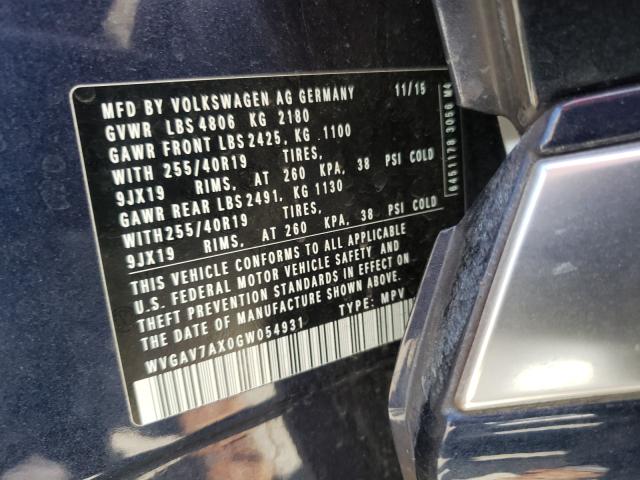 MFD BY VOLKSWAGEN AG GERMANY 11/15
GVWR LBS 4806 KG 2180
GAWR FRONT LBS 2425, KG .1100
WITH 255/40R19 TIRES,
9JX19 RIMS, AT 260 KPA, 38 PSI COLD
GAWR REAR LBS 2491, KG 1130
WITH255/40R19 TIRES,
9JX19 RIMS, AT 260 KPA, 38 PSI COLD
THIS VEHICLE CONFORMS TO ALL APPLICABLE
U.S. FEDERAL MOTOR VEHICLE SAFETY AND
THEFT PREVENTION STANDARDS IN EFFECT ON
THE DATE OF MANUFACTURE SHOWN ABOVE.
WVGAV7AX0GW054931 TYPE: MPV
0451178 3050 M4